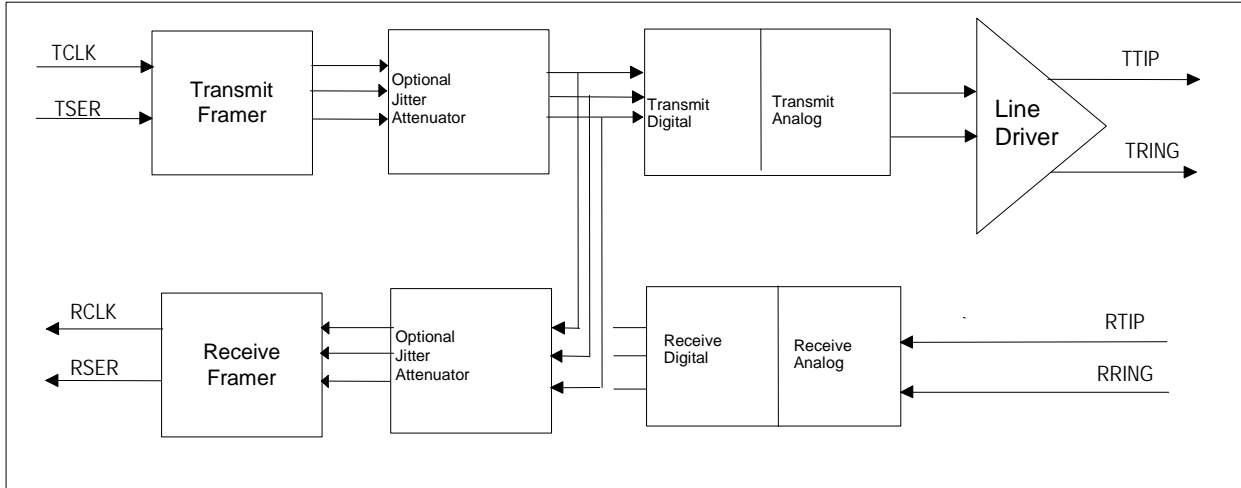 TCLK
TSER
Transmit
Framer
Optional
Jitter
Attenuator
Transmit
Digital
Transmit
Analog
Line
Driver
TTIP
TRING
RCLK
RSER
Receive
Framer
Optional
Jitter
Attenuator
Receive
Digital
Receive
Analog
RTIP
RRING